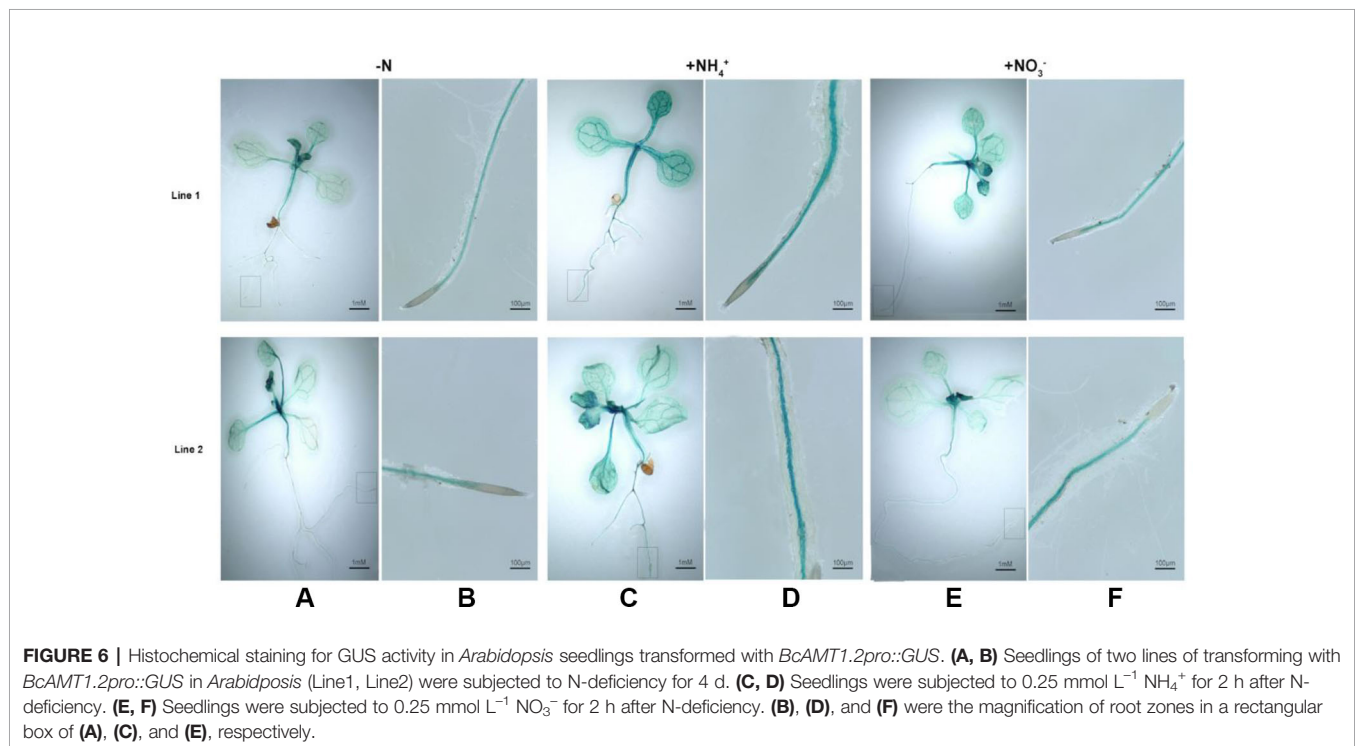 -N +NH₄⁺ +NO₃⁻
Line 1
1mM 100µm 1mM 100µm 1mM 100µm
Line 2
1mM 100µm 1mM 100µm 1mM 100µm
A B C D E F
FIGURE 6 | Histochemical staining for GUS activity in Arabidopsis seedlings transformed with BcAMT1.2pro::GUS. (A, B) Seedlings of two lines of transforming with
BcAMT1.2pro::GUS in Arabidposis (Line1, Line2) were subjected to N-deficiency for 4 d. (C, D) Seedlings were subjected to 0.25 mmol L⁻¹ NH₄⁺ for 2 h after N-
deficiency. (E, F) Seedlings were subjected to 0.25 mmol L⁻¹ NO₃⁻ for 2 h after N-deficiency. (B), (D), and (F) were the magnification of root zones in a rectangular
box of (A), (C), and (E), respectively.